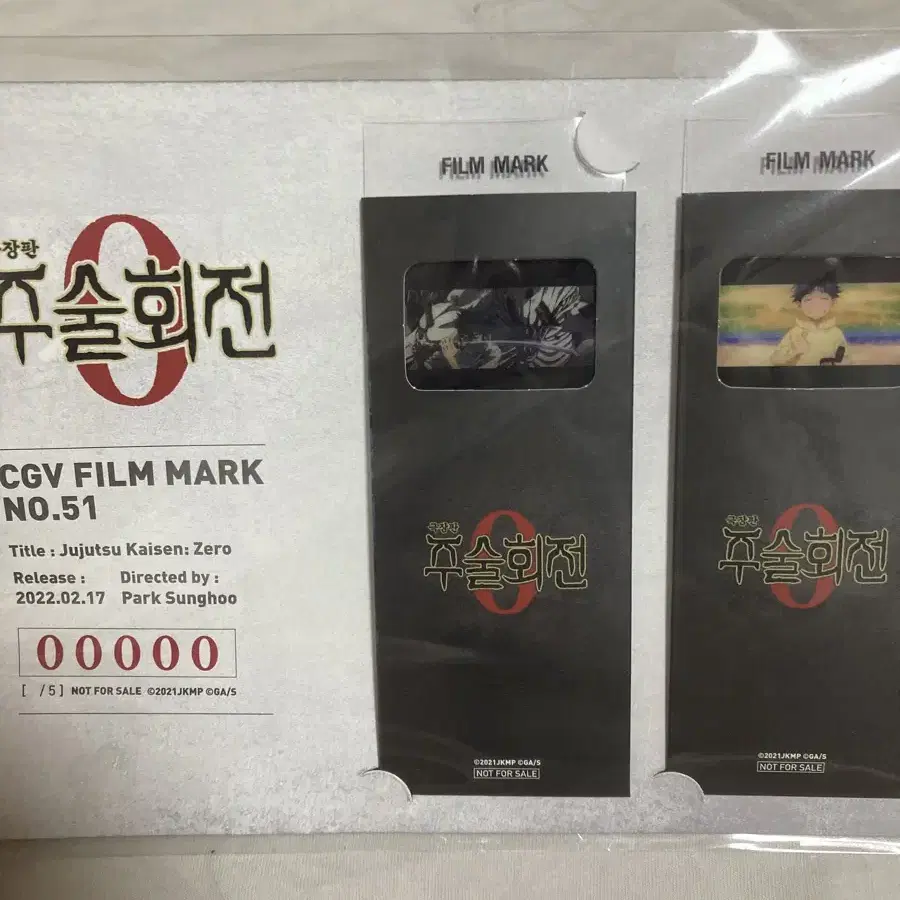 극장판
주술회전
0
CGV FILM MARK
NO.51
Title : Jujutsu Kaisen: Zero
Release : Directed by :
2022.02.17 Park Sunghoo
00000
[ /5] NOT FOR SALE ©2021JKMP ©GA/S
FILM MARK
극장판
주술회전
0
©2021JKMP ©GA/S
NOT FOR SALE
FILM MARK
극장판
주술회전
0
©2021JKMP ©GA/S
NOT FOR SALE